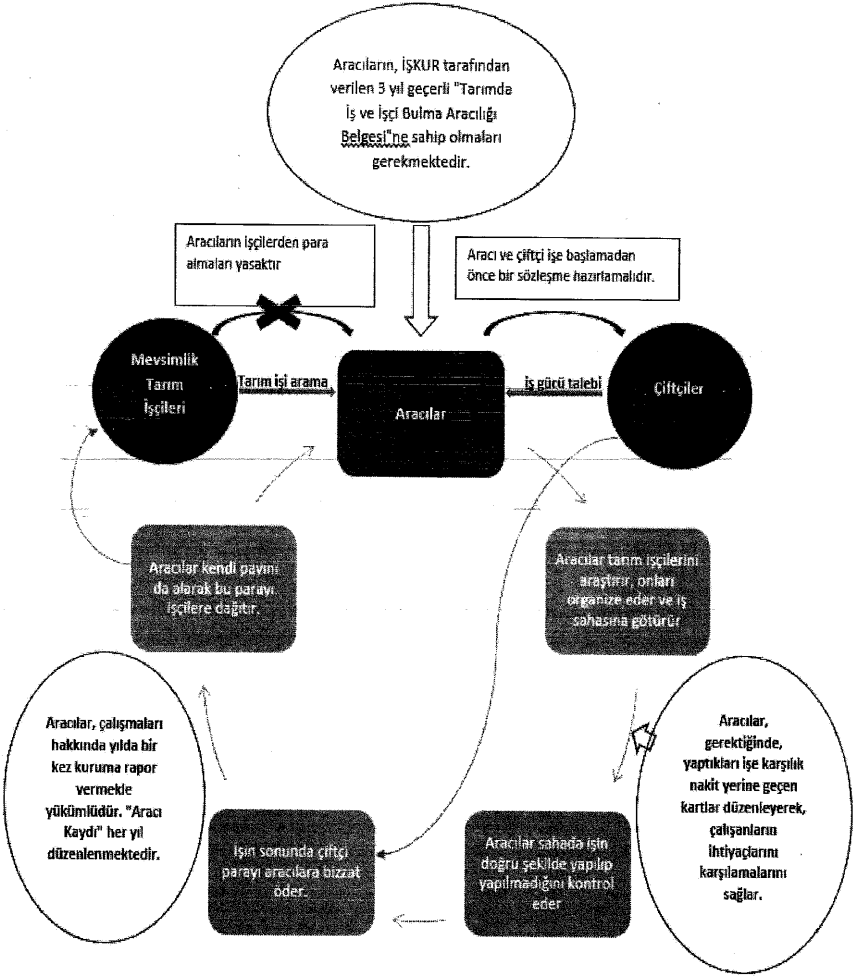 Aracıların, İŞKUR tarafından
verilen 3 yıl geçerli "Tarımda
İş ve İşçi Bulma Aracılığı
Belgesi"ne sahip olmaları
gerekmektedir.
Aracıların işçilerden para
almaları yasaktır
Aracı ve çiftçi işe başlamadan
önce bir sözleşme hazırlamalıdır.
Mevsimlik
Tarım
İşçileri
Tarım işi arama
Aracılar
iş gücü talebi
Çiftçiler
Aracılar kendi payını
da alarak bu parayı
işçilere dağıtır.
Aracılar tarım işçilerini
araştırır, onları
organize eder ve iş
sahasına götürür
Aracılar, çalışmaları
hakkında yılda bir
kez kuruma rapor
vermekle
yükümlüdür. "Aracı
Kaydı" her yıl
düzenlenmektedir.
Aracılar,
gerektiğinde,
yaptıkları işe karşılık
nakit yerine geçen
kartlar düzenleyerek,
çalışanların
ihtiyaçlarını
karşılamalarını
sağlar.
İşin sonunda çiftçi
parayı aracılara bizzat
öder.
Aracılar sahada işin
doğru şekilde yapılıp
yapılmadığını kontrol
eder